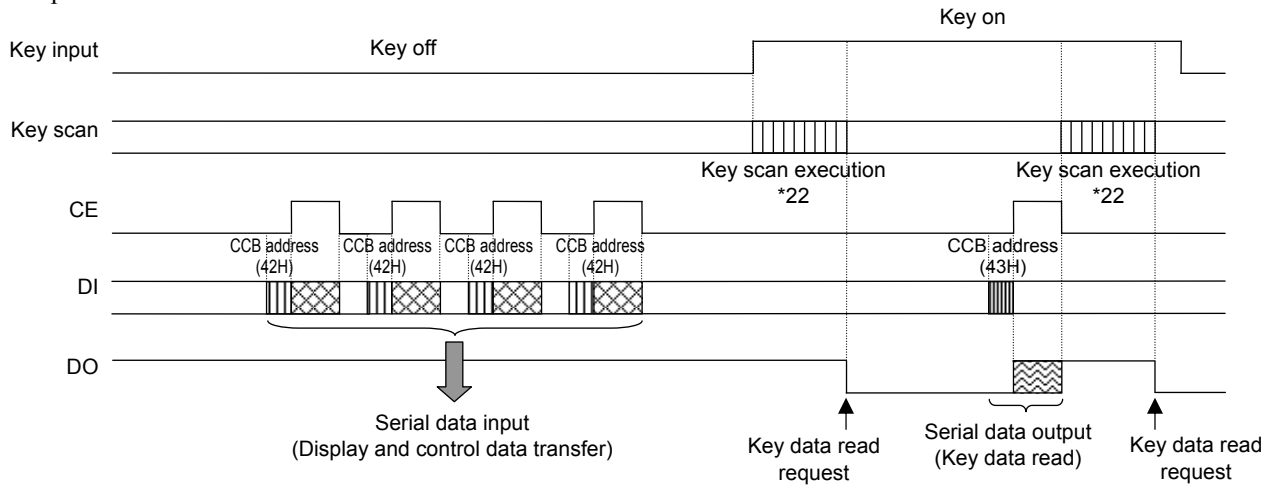 Key on
Key input
Key off
Key scan
Key scan execution
*22
Key scan execution
*22
CE
CCB address
(42H)
CCB address
(42H)
CCB address
(42H)
CCB address
(42H)
CCB address
(43H)
DI
DO
Serial data input
(Display and control data transfer)
Key data read
request
Serial data output
(Key data read)
Key data read
request